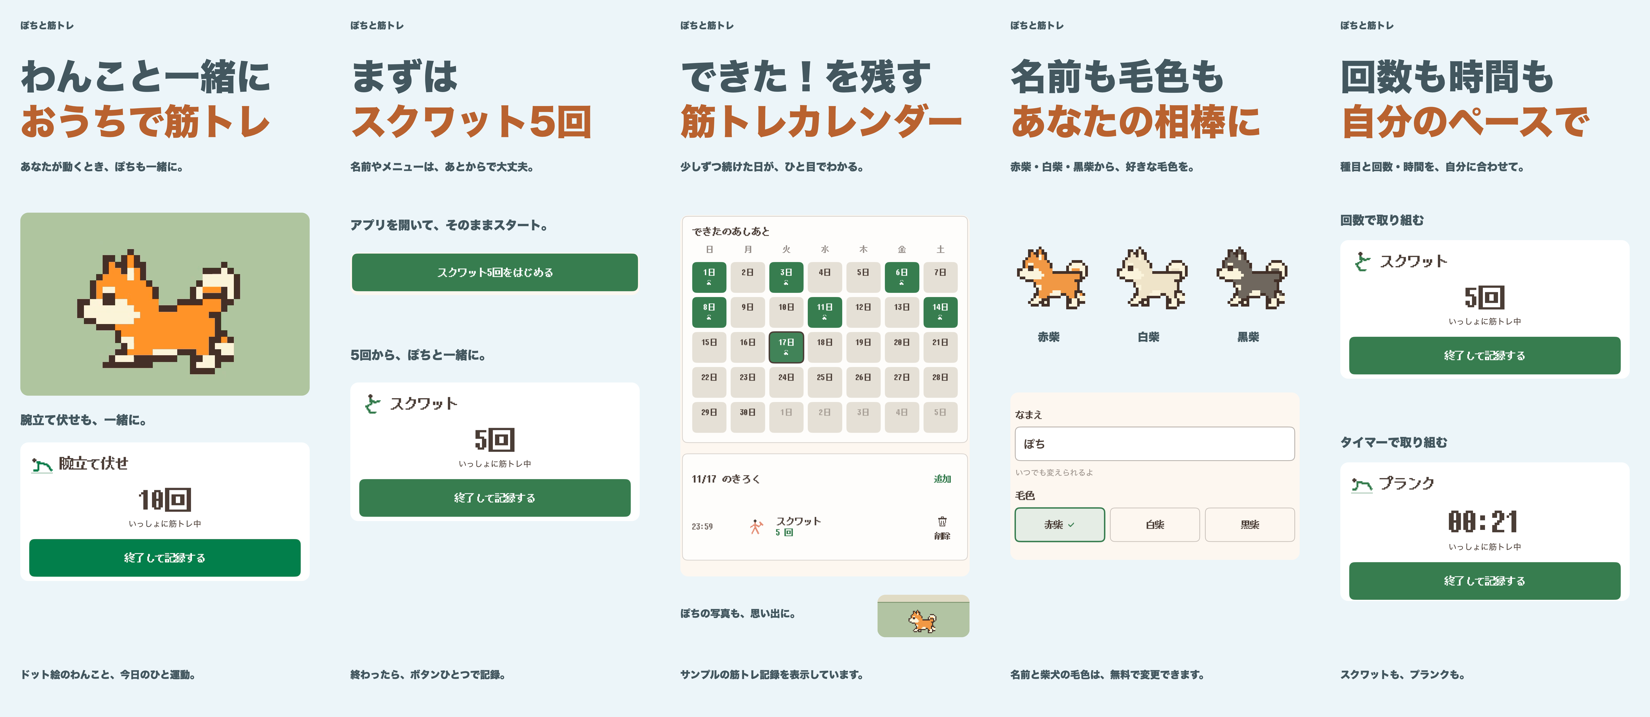 ぽちと筋トレ
わんこと一緒に
おうちで筋トレ
あなたが動くとき、ぽちも一緒に。
腕立て伏せも、一緒に。
腕立て伏せ
10回
いっしょに筋トレ中
終了して記録する
ドット絵のわんこと、今日のひと運動。
ぽちと筋トレ
まずは
スクワット5回
名前やメニューは、あとからで大丈夫。
アプリを開いて、そのままスタート。
スクワット5回をはじめる
5回から、ぽちと一緒に。
スクワット
5回
いっしょに筋トレ中
終了して記録する
終わったら、ボタンひとつで記録。
ぽちと筋トレ
できた！を残す
筋トレカレンダー
少しずつ続けた日が、ひと目でわかる。
できたのあしあと
日 月 火 水 木 金 土
1日 2日 3日 4日 5日 6日 7日
8日 9日 10日 11日 12日 13日 14日
15日 16日 17日 18日 19日 20日 21日
22日 23日 24日 25日 26日 27日 28日
29日 30日 1日 2日 3日 4日 5日
11/17 のきろく 追加
23:59 スクワット
5 回
削除
ぽちの写真も、思い出に。
サンプルの筋トレ記録を表示しています。
ぽちと筋トレ
名前も毛色も
あなたの相棒に
赤柴・白柴・黒柴から、好きな毛色を。
赤柴 白柴 黒柴
なまえ
ぽち
いつでも変えられるよ
毛色
赤柴 ✓ 白柴 黒柴
名前と柴犬の毛色は、無料で変更できます。
ぽちと筋トレ
回数も時間も
自分のペースで
種目と回数・時間を、自分に合わせて。
回数で取り組む
スクワット
5回
いっしょに筋トレ中
終了して記録する
タイマーで取り組む
プランク
00:21
いっしょに筋トレ中
終了して記録する
スクワットも、プランクも。